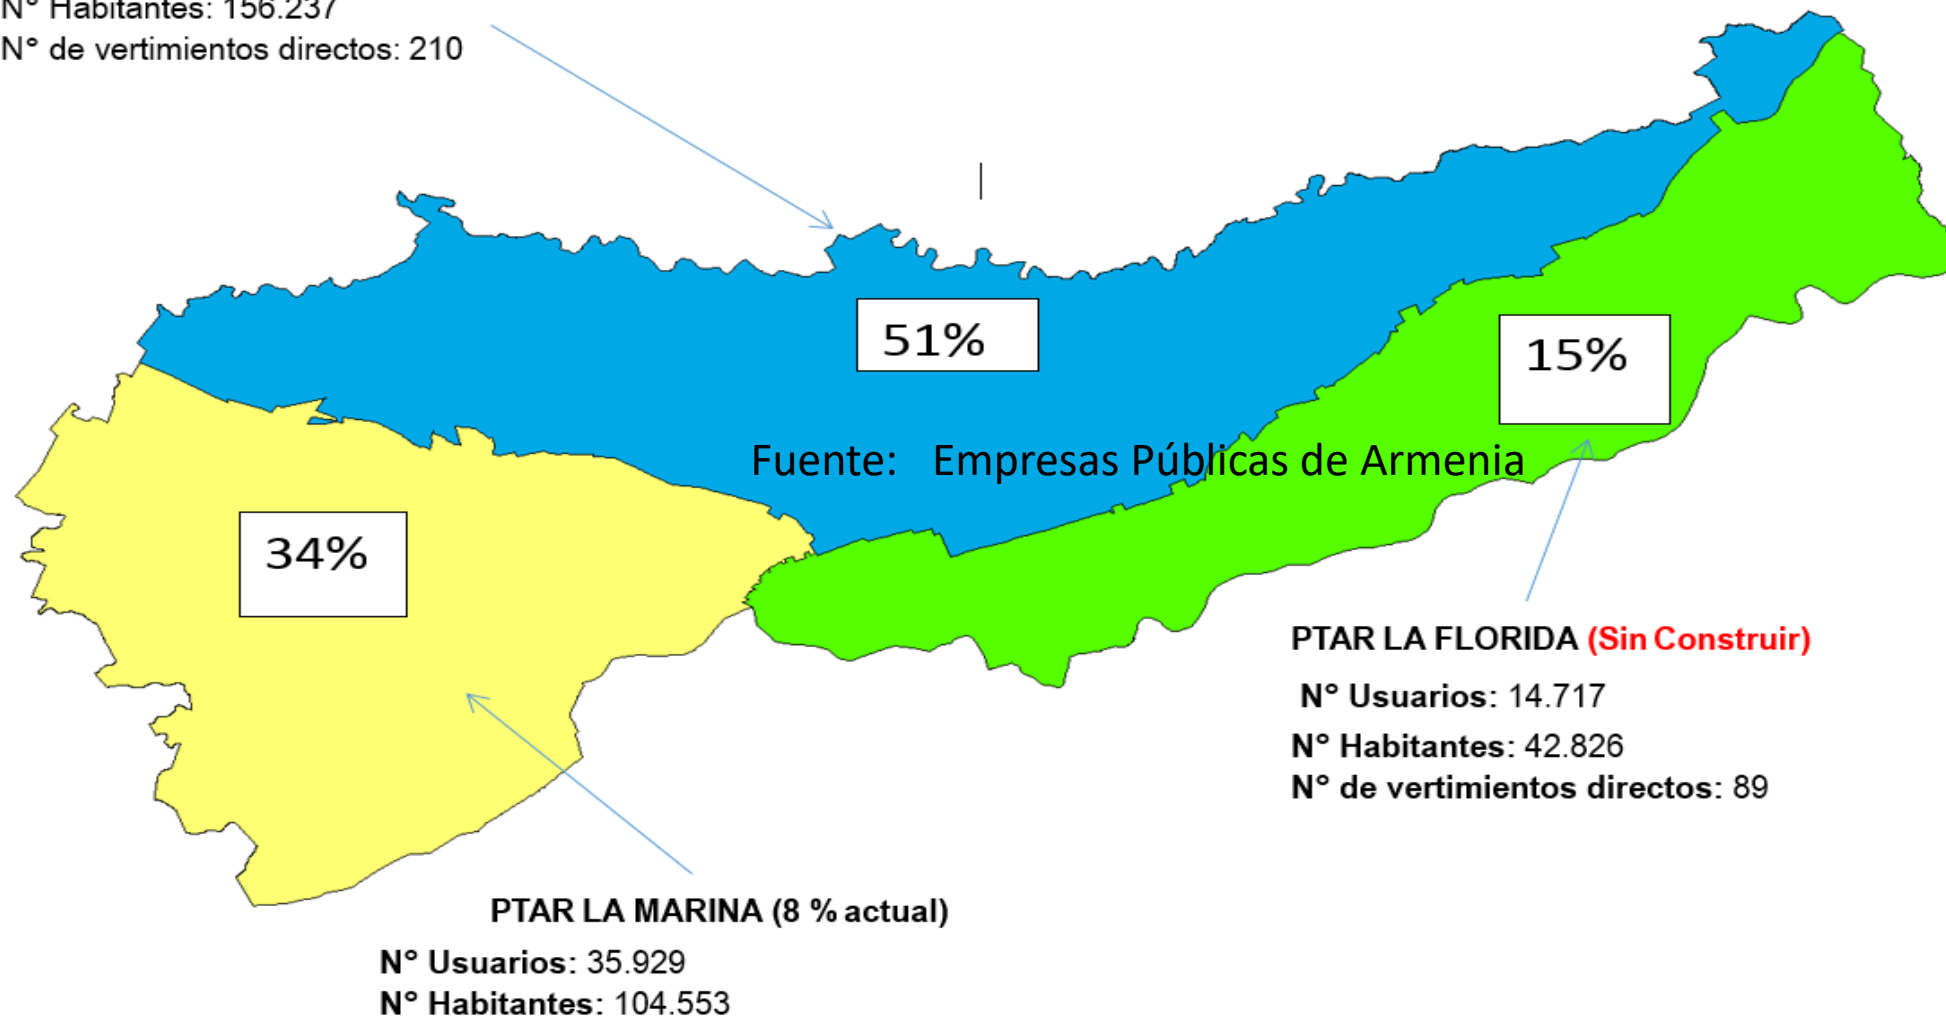 N° Habitantes: 156.237
N° de vertimientos directos: 210
51%
15%
Fuente: Empresas Públicas de Armenia
34%
PTAR LA FLORIDA (Sin Construir)
N° Usuarios: 14.717
N° Habitantes: 42.826
N° de vertimientos directos: 89
PTAR LA MARINA (8 % actual)
N° Usuarios: 35.929
N° Habitantes: 104.553